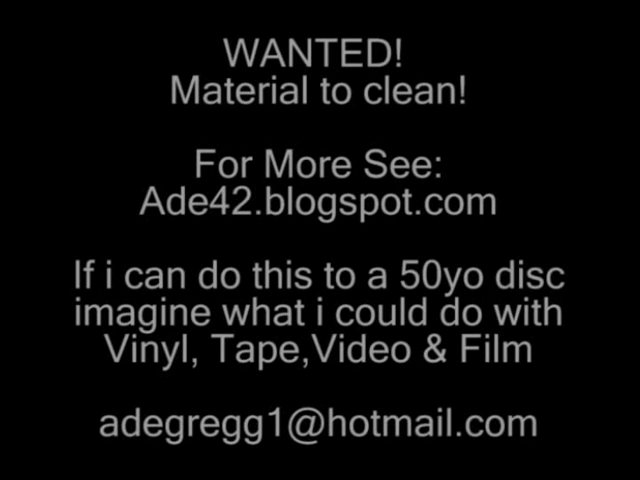 WANTED!
Material to clean!
For More See:
Ade42.blogspot.com
If i can do this to a 50yo disc
imagine what i could do with
Vinyl, Tape,Video & Film
adegregg1@hotmail.com